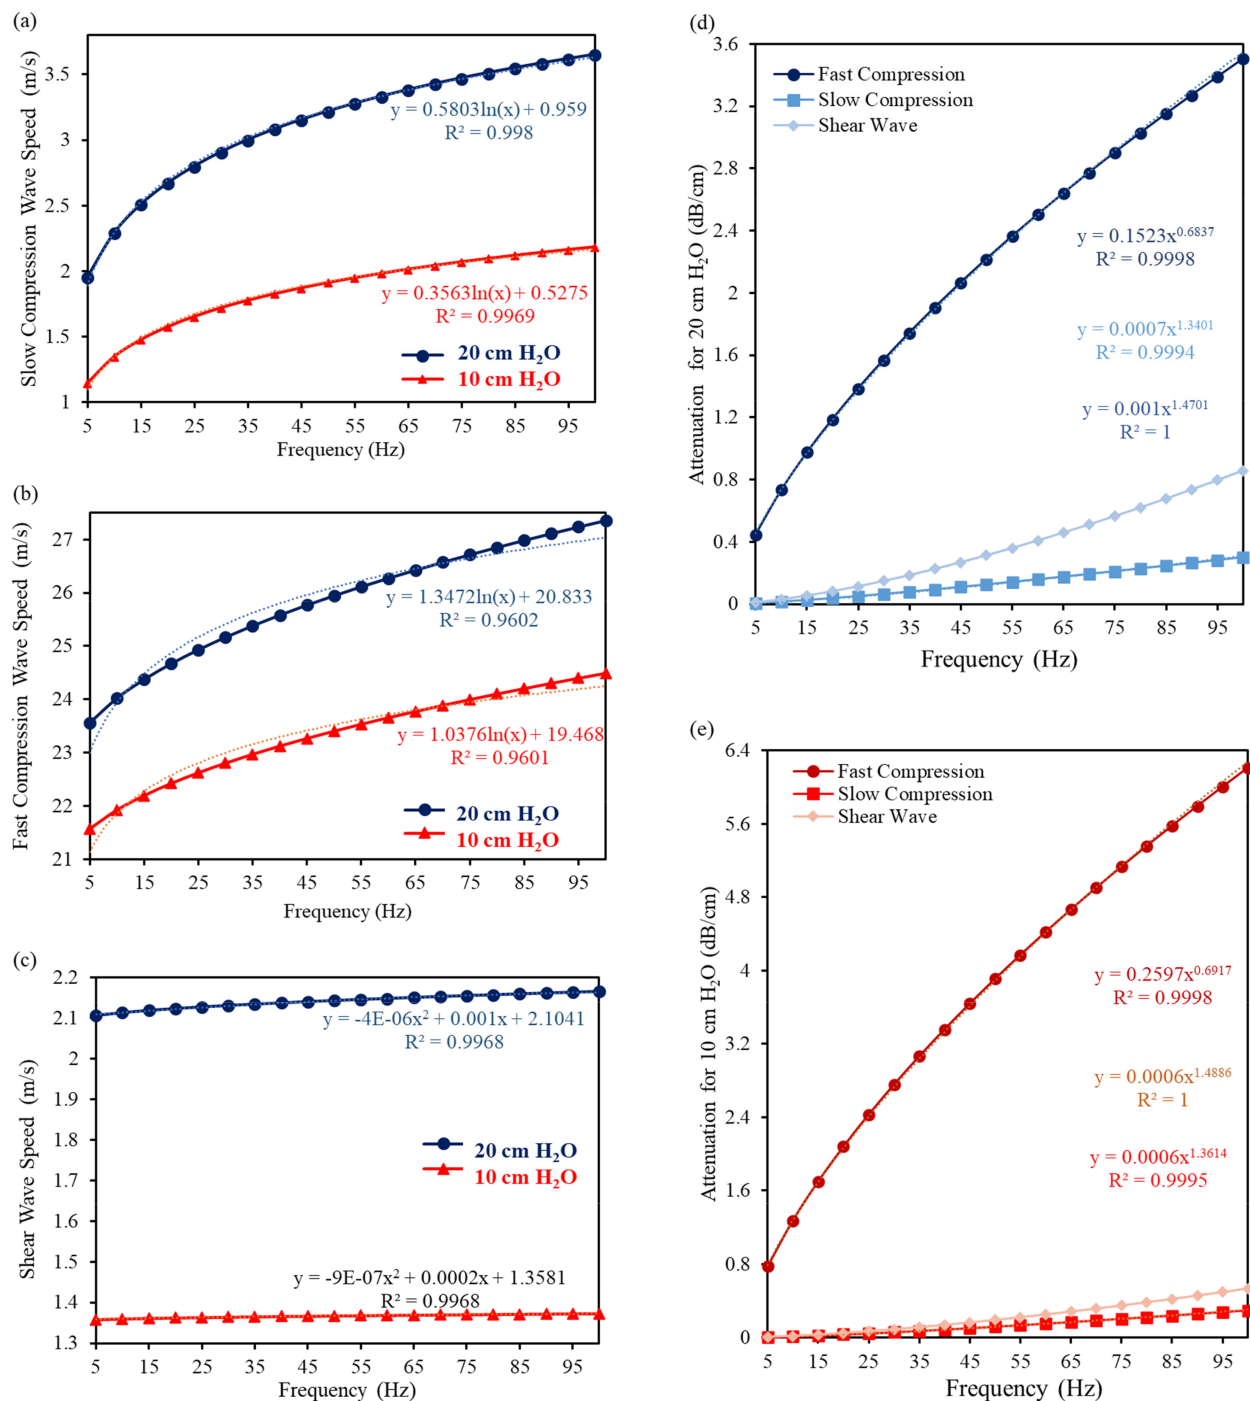 (a)
Slow Compression Wave Speed (m/s)
3.5
3
2.5
2
1.5
1
y = 0.5803ln(x) + 0.959
R² = 0.998
y = 0.3563ln(x) + 0.5275
R² = 0.9969
20 cm H₂O
10 cm H₂O
5 15 25 35 45 55 65 75 85 95
Frequency (Hz)
(b)
Fast Compression Wave Speed (m/s)
27
26
25
24
23
22
21
y = 1.3472ln(x) + 20.833
R² = 0.9602
y = 1.0376ln(x) + 19.468
R² = 0.9601
20 cm H₂O
10 cm H₂O
5 15 25 35 45 55 65 75 85 95
Frequency (Hz)
(c)
Shear Wave Speed (m/s)
2.2
2.1
2
1.9
1.8
1.7
1.6
1.5
1.4
1.3
y = -4E-06x² + 0.001x + 2.1041
R² = 0.9968
20 cm H₂O
10 cm H₂O
y = -9E-07x² + 0.0002x + 1.3581
R² = 0.9968
5 15 25 35 45 55 65 75 85 95
Frequency (Hz)
(d)
Attenuation for 20 cm H₂O (dB/cm)
3.6
3.2
2.8
2.4
2
1.6
1.2
0.8
0.4
0
Fast Compression
Slow Compression
Shear Wave
y = 0.1523x^0.6837
R² = 0.9998
y = 0.0007x^1.3401
R² = 0.9994
y = 0.001x^1.4701
R² = 1
5 15 25 35 45 55 65 75 85 95
Frequency (Hz)
(e)
Attenuation for 10 cm H₂O (dB/cm)
6.4
5.6
4.8
4
3.2
2.4
1.6
0.8
0
Fast Compression
Slow Compression
Shear Wave
y = 0.2597x^0.6917
R² = 0.9998
y = 0.0006x^1.4886
R² = 1
y = 0.0006x^1.3614
R² = 0.9995
5 15 25 35 45 55 65 75 85 95
Frequency (Hz)